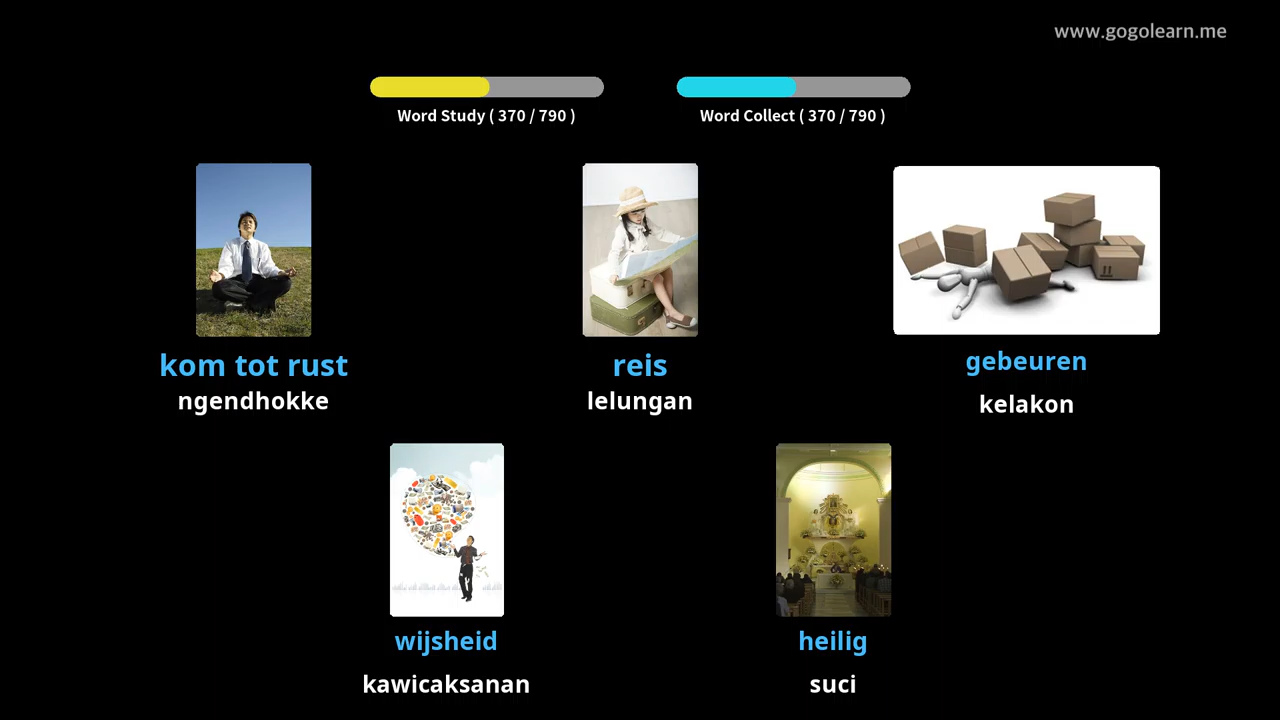 www.gogolearn.me
Word Study ( 370 / 790 )
Word Collect ( 370 / 790 )
kom tot rust
ngendhokke
reis
lelungan
gebeuren
kelakon
wijsheid
kawicaksanan
heilig
suci